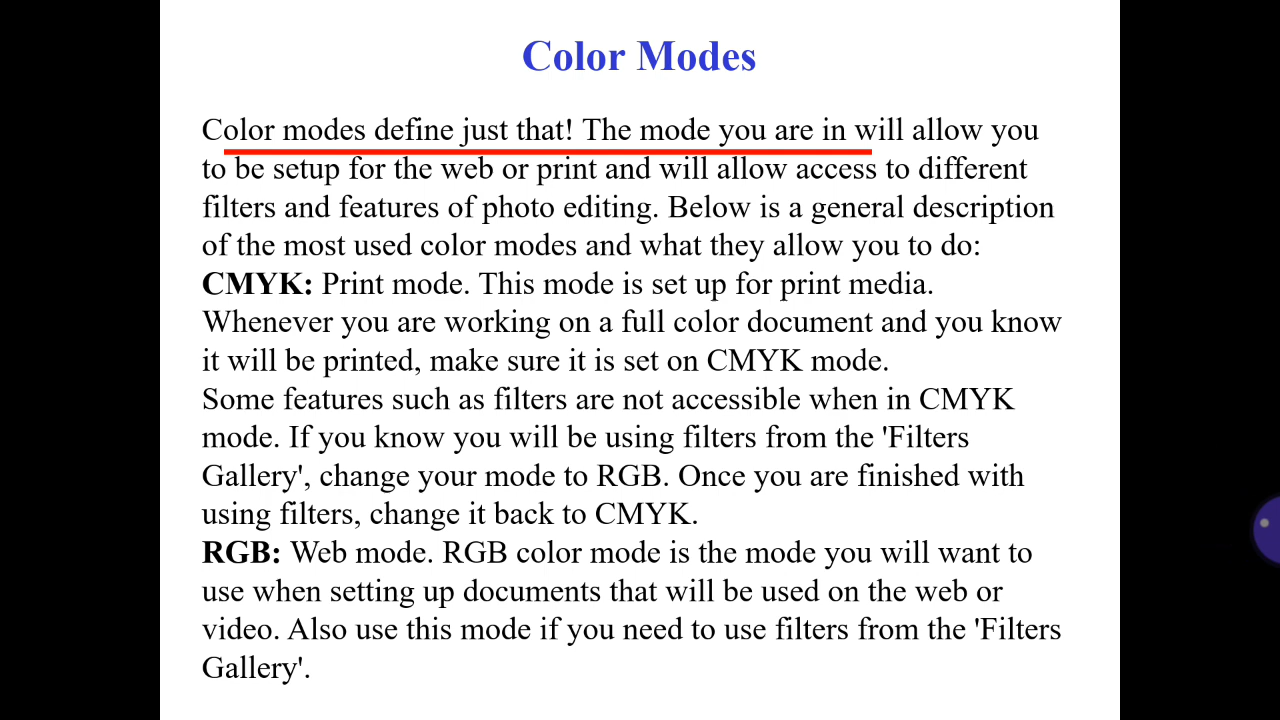 Color Modes
Color modes define just that! The mode you are in will allow you
to be setup for the web or print and will allow access to different
filters and features of photo editing. Below is a general description
of the most used color modes and what they allow you to do:
CMYK: Print mode. This mode is set up for print media.
Whenever you are working on a full color document and you know
it will be printed, make sure it is set on CMYK mode.
Some features such as filters are not accessible when in CMYK
mode. If you know you will be using filters from the 'Filters
Gallery', change your mode to RGB. Once you are finished with
using filters, change it back to CMYK.
RGB: Web mode. RGB color mode is the mode you will want to
use when setting up documents that will be used on the web or
video. Also use this mode if you need to use filters from the 'Filters
Gallery'.